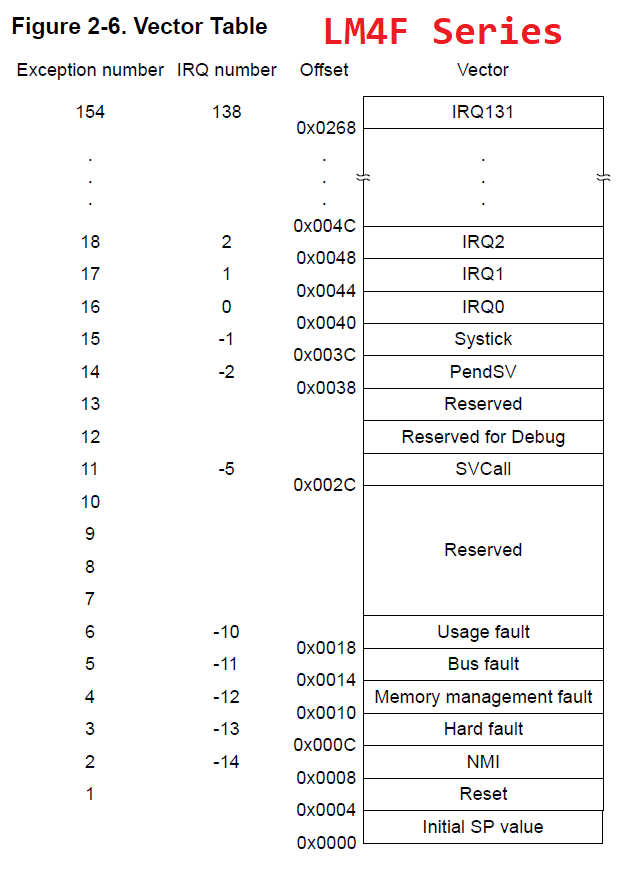 Figure 2-6. Vector Table LM4F Series
Exception number IRQ number Offset Vector
154 138 IRQ131
0x0268
. . .
. . .
. . .
0x004C
18 2 IRQ2
0x0048
17 1 IRQ1
0x0044
16 0 IRQ0
0x0040
15 -1 Systick
0x003C
14 -2 PendSV
0x0038
13 Reserved
12 Reserved for Debug
11 -5 SVCall
0x002C
10
9
Reserved
8
7
6 -10 Usage fault
0x0018
5 -11 Bus fault
0x0014
4 -12 Memory management fault
0x0010
3 -13 Hard fault
0x000C
2 -14 NMI
0x0008
1 Reset
0x0004
Initial SP value
0x0000